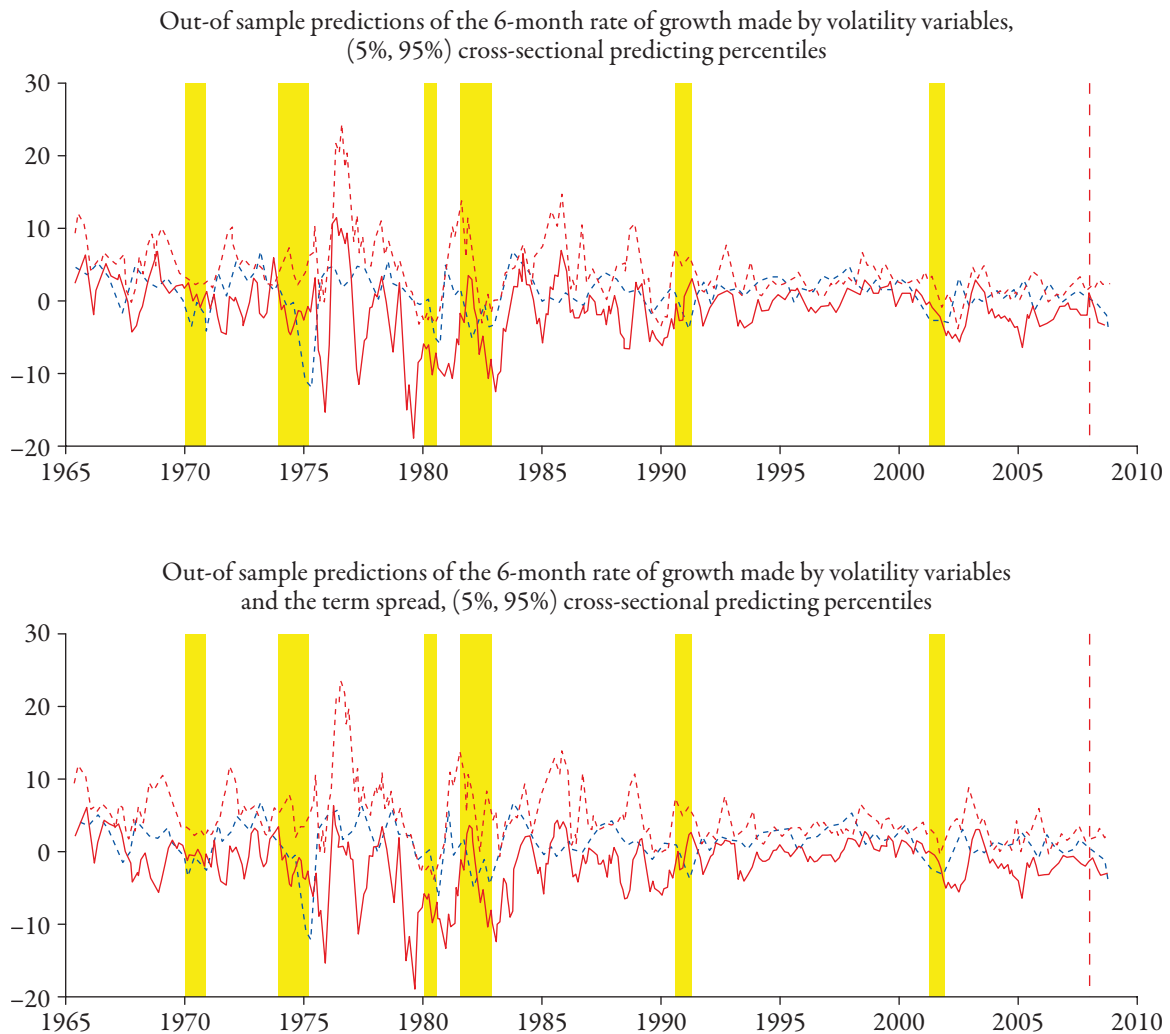 Out-of sample predictions of the 6-month rate of growth made by volatility variables,
(5%, 95%) cross-sectional predicting percentiles
30
20
10
0
–10
–20
1965 1970 1975 1980 1985 1990 1995 2000 2005 2010
Out-of sample predictions of the 6-month rate of growth made by volatility variables
and the term spread, (5%, 95%) cross-sectional predicting percentiles
30
20
10
0
–10
–20
1965 1970 1975 1980 1985 1990 1995 2000 2005 2010